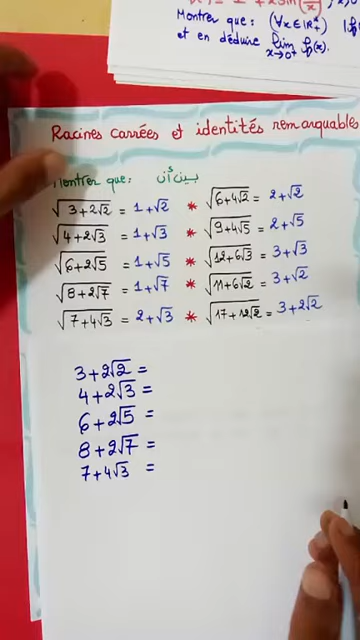 Montrer que: (∀x∈ℝ*₊)
et en déduire lim f(x).
x→0⁺
Racines carrées et identités remarquables
Montrer que: بين أن
√(3+2√2) = 1+√2 * √(6+4√2) = 2+√2
√(4+2√3) = 1+√3 * √(9+4√5) = 2+√5
√(6+2√5) = 1+√5 * √(12+6√3) = 3+√3
√(8+2√7) = 1+√7 * √(11+6√2) = 3+√2
√(7+4√3) = 2+√3 * √(17+12√2) = 3+2√2
3+2√2 =
4+2√3 =
6+2√5 =
8+2√7 =
7+4√3 =